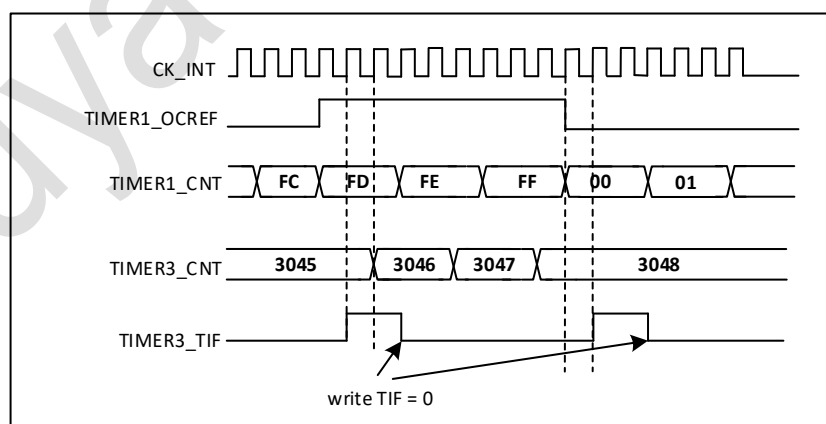 CK_INT
TIMER1_OCREF
TIMER1_CNT FC FD FE FF 00 01
TIMER3_CNT 3045 3046 3047 3048
TIMER3_TIF
write TIF = 0